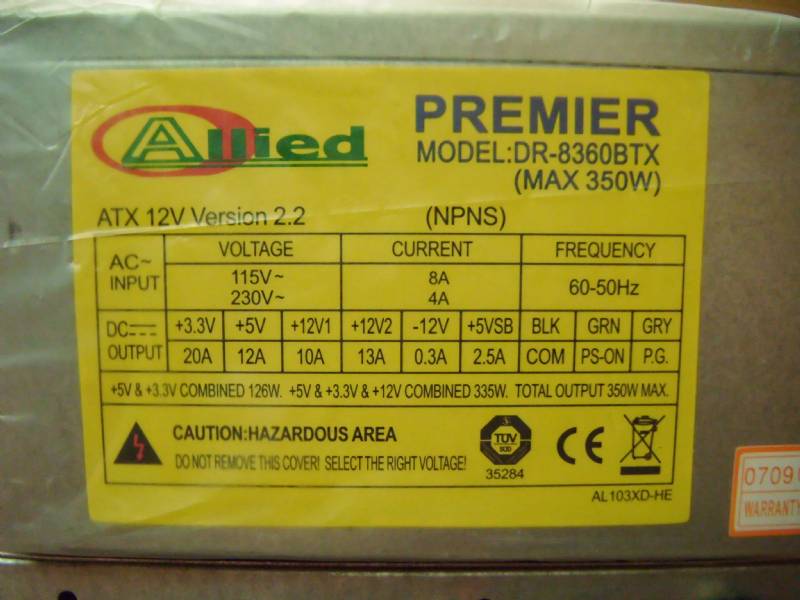 Allied
PREMIER
MODEL:DR-8360BTX
(MAX 350W)
ATX 12V Version 2.2 (NPNS)
AC~ INPUT VOLTAGE CURRENT FREQUENCY
115V~ 8A 60-50Hz
230V~ 4A
DC OUTPUT +3.3V +5V +12V1 +12V2 -12V +5VSB BLK GRN GRY
20A 12A 10A 13A 0.3A 2.5A COM PS-ON P.G.
+5V & +3.3V COMBINED 126W. +5V & +3.3V & +12V COMBINED 335W. TOTAL OUTPUT 350W MAX.
CAUTION:HAZARDOUS AREA
DO NOT REMOVE THIS COVER! SELECT THE RIGHT VOLTAGE!
TÜV
35284
CE
AL103XD-HE
0709
WARRANTY